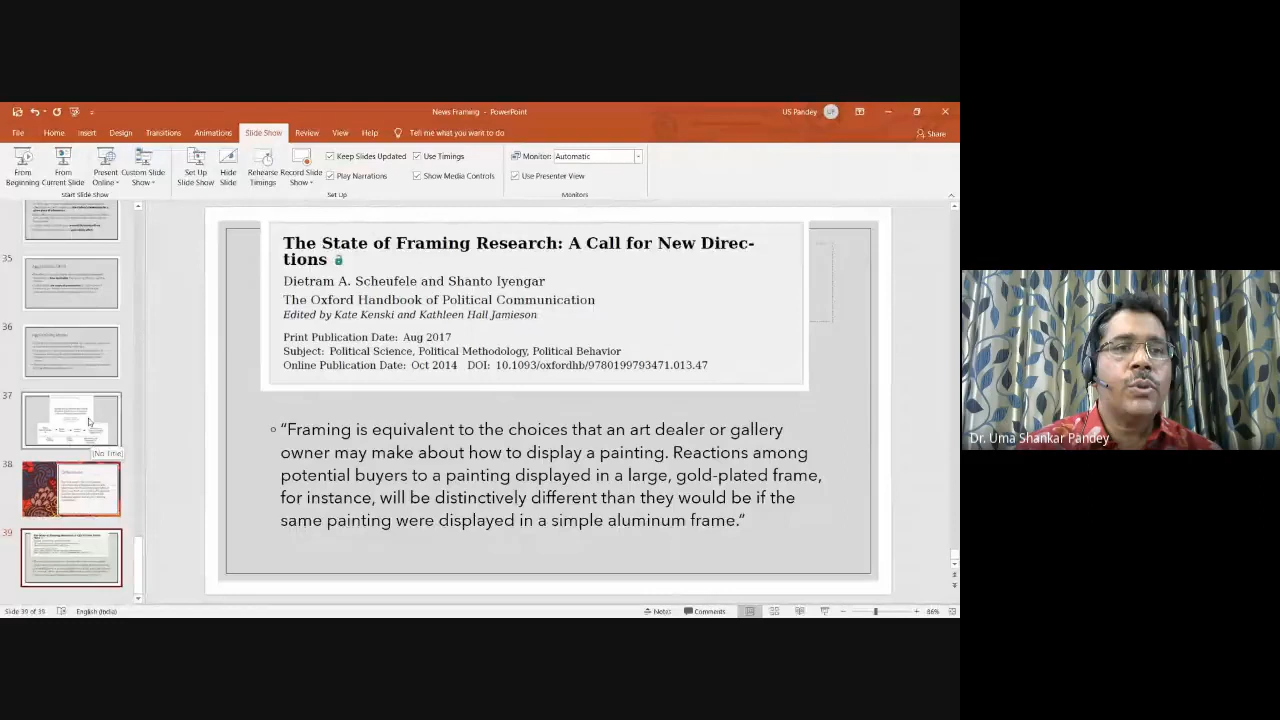 News Framwig - PowerPoint
US Pandey
UP
File Home Insert Design Transitions Animations Slide Show Review View Help Tell me what you want to do
Share
From Beginning
From Current Slide
Present Online
Custom Slide Show
Set Up Slide Show
Hide Slide
Rehearse Timings
Record Slide Show
Keep Slides Updated
Play Narrations
Use Timings
Show Media Controls
Monitor: Automatic
Use Presenter View
Start Slide Show
Set Up
Monitors
35
36
37
(No Title)
38
39
The State of Framing Research: A Call for New Direc-
tions
Dietram A. Scheufele and Shanto Iyengar
The Oxford Handbook of Political Communication
Edited by Kate Kenski and Kathleen Hall Jamieson
Print Publication Date: Aug 2017
Subject: Political Science, Political Methodology, Political Behavior
Online Publication Date: Oct 2014 DOI: 10.1093/oxfordhb/9780199793471.013.47
“Framing is equivalent to the choices that an art dealer or gallery
owner may make about how to display a painting. Reactions among
potential buyers to a painting displayed in a large, gold-plated frame,
for instance, will be distinctively different than they would be if the
same painting were displayed in a simple aluminum frame.”
Dr. Uma Shankar Pandey
Slide 39 of 39 English (India) Notes Comments 86%